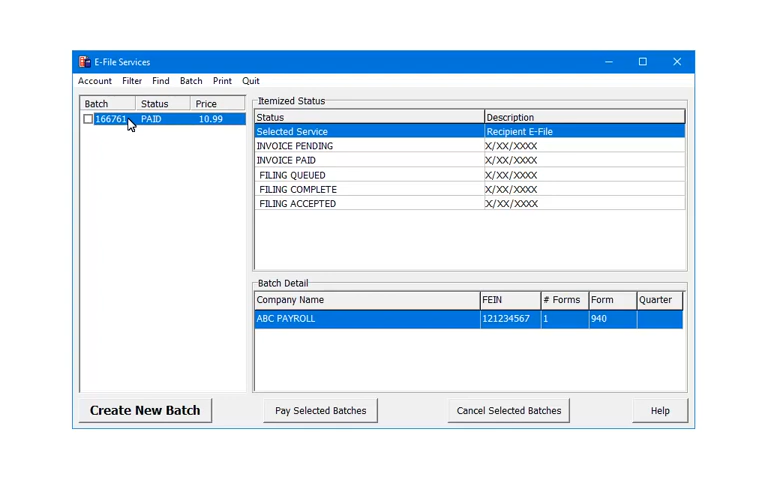 E-File Services
Account Filter Find Batch Print Quit
Batch Status Price
166761 PAID 10.99
Itemized Status
Status Description
Selected Service Recipient E-File
INVOICE PENDING X/XX/XXXX
INVOICE PAID X/XX/XXXX
FILING QUEUED X/XX/XXXX
FILING COMPLETE X/XX/XXXX
FILING ACCEPTED X/XX/XXXX
Batch Detail
Company Name FEIN # Forms Form Quarter
ABC PAYROLL 121234567 1 940
Create New Batch Pay Selected Batches Cancel Selected Batches Help